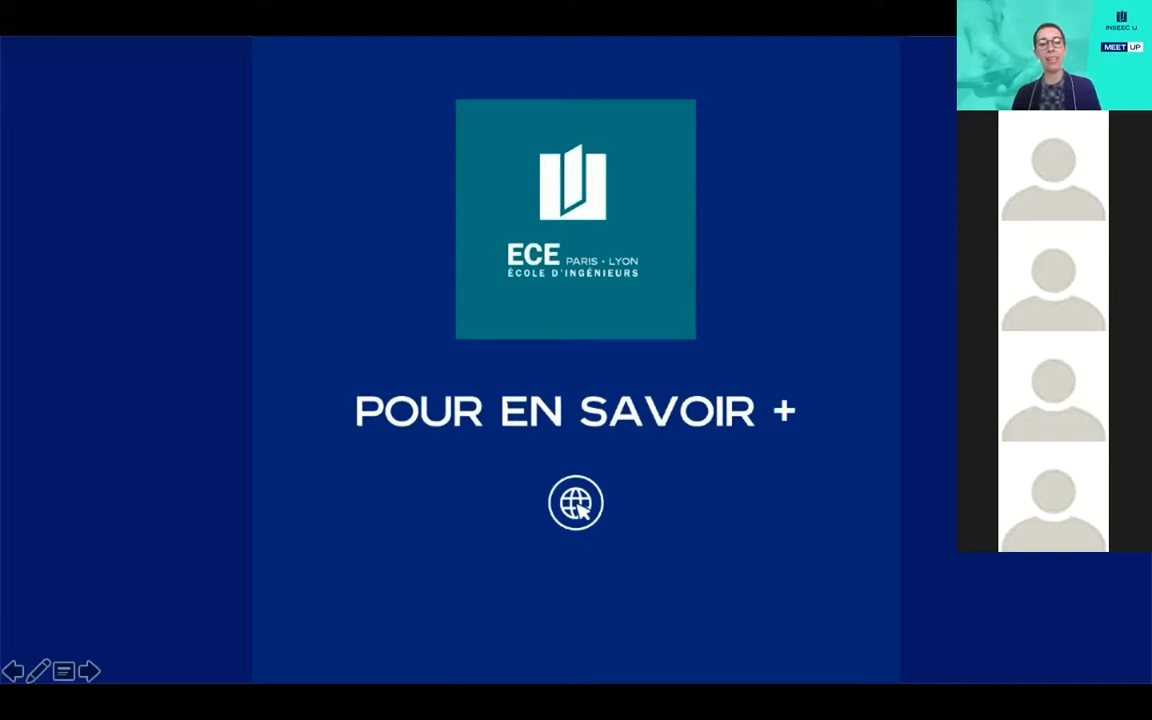 INSEEC U.
MEET UP
ECE PARIS · LYON
ÉCOLE D'INGÉNIEURS
POUR EN SAVOIR +